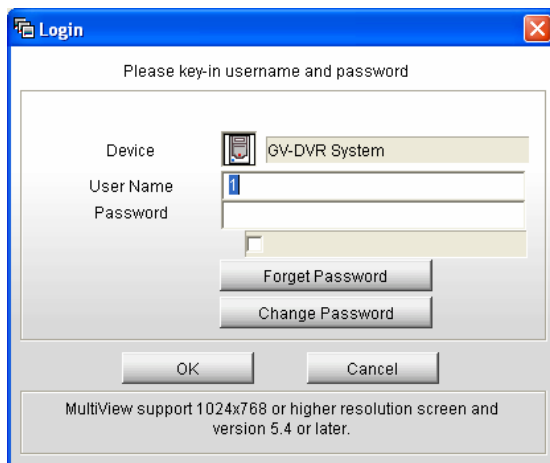 Login
Please key-in username and password
Device GV-DVR System
User Name 1
Password
Forget Password
Change Password
OK Cancel
MultiView support 1024x768 or higher resolution screen and
version 5.4 or later.